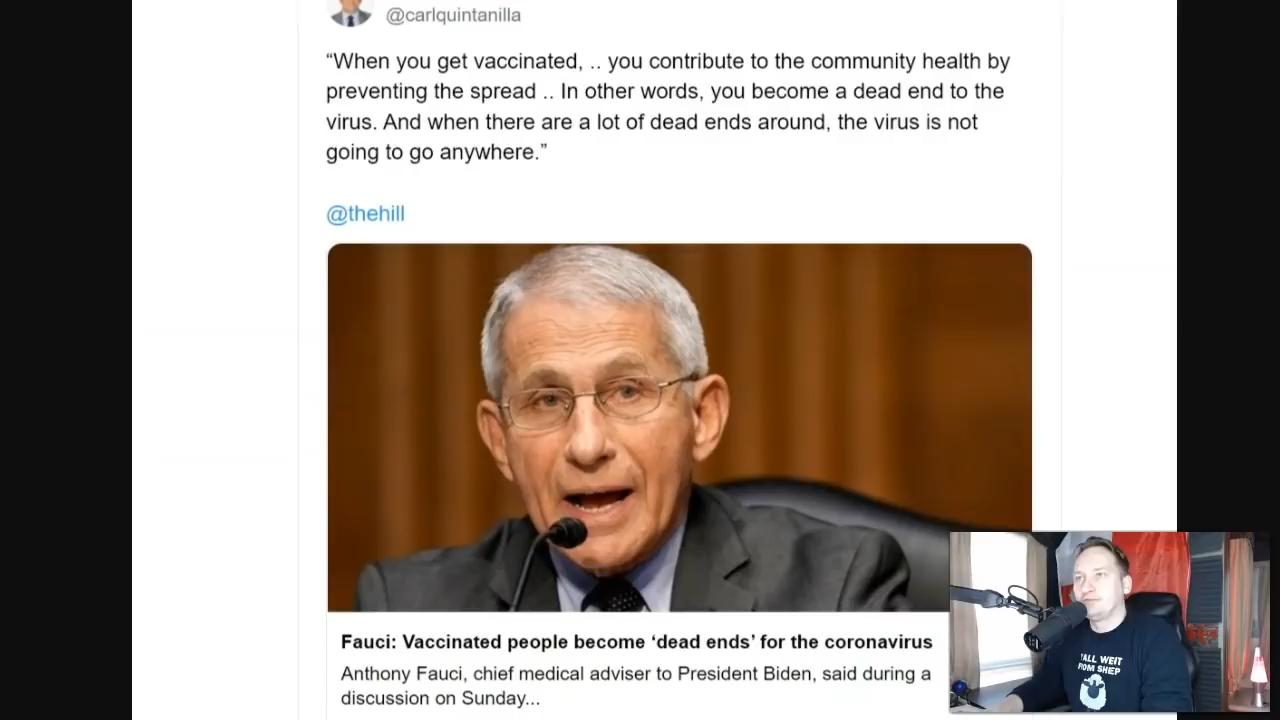 @carlquintanilla
“When you get vaccinated, .. you contribute to the community health by
preventing the spread .. In other words, you become a dead end to the
virus. And when there are a lot of dead ends around, the virus is not
going to go anywhere.”
@thehill
Fauci: Vaccinated people become ‘dead ends’ for the coronavirus
Anthony Fauci, chief medical adviser to President Biden, said during a
discussion on Sunday...
WEIT
FROM SHEP